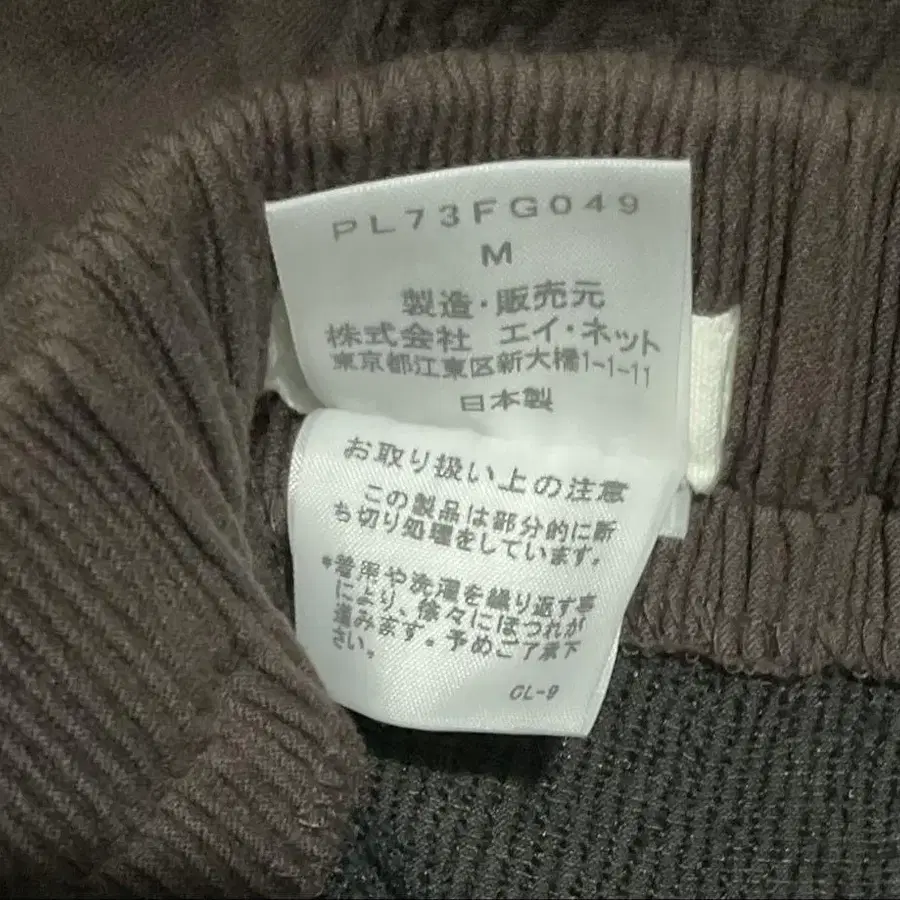 PL73FG049
M
製造・販売元
株式会社 エイ・ネット
東京都江東区新大橋1-1-11
日本製
お取り扱い上の注意
この製品は部分的に断
ち切り処理をしています。
*着用や洗濯を繰り返す事
により、徐々にほつれが
進みます。予めご了承下
さい。
CL-9